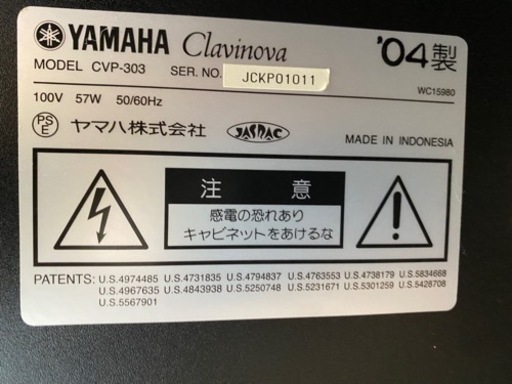 YAMAHA Clavinova '04製
MODEL CVP-303 SER. NO. JCKP01011
WC15980
100V 57W 50/60Hz
PSE ヤマハ株式会社 JASRAC MADE IN INDONESIA
注意
感電の恐れあり
キャビネットをあけるな
PATENTS: U.S.4974485 U.S.4731835 U.S.4794837 U.S.4763553 U.S.4738179 U.S.5834668
U.S.4967635 U.S.4843938 U.S.5250748 U.S.5231671 U.S.5301259 U.S.5428708
U.S.5567901